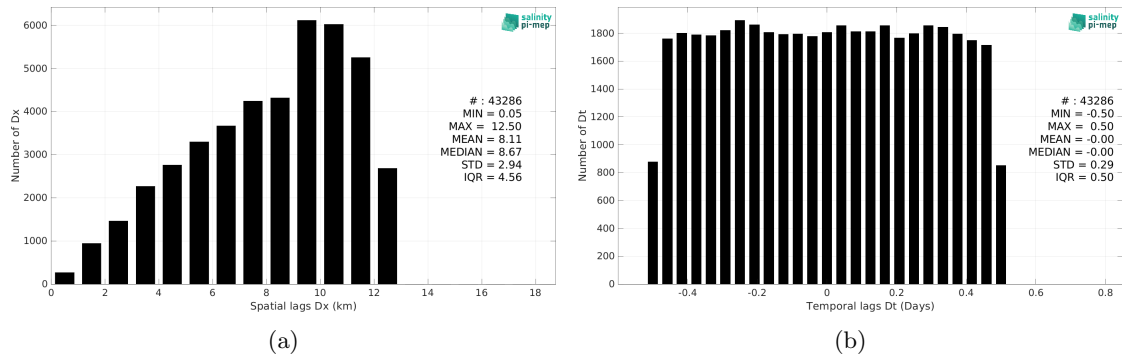 salinity
pi-mep
6000
5000
4000
3000
2000
1000
0
Number of Dx
# : 43286
MIN = 0.05
MAX = 12.50
MEAN = 8.11
MEDIAN = 8.67
STD = 2.94
IQR = 4.56
0 2 4 6 8 10 12 14 16 18
Spatial lags Dx (km)
(a)
salinity
pi-mep
1800
1600
1400
1200
1000
800
600
400
200
0
Number of Dt
# : 43286
MIN = -0.50
MAX = 0.50
MEAN = -0.00
MEDIAN = -0.00
STD = 0.29
IQR = 0.50
-0.4 -0.2 0 0.2 0.4 0.6 0.8
Temporal lags Dt (Days)
(b)